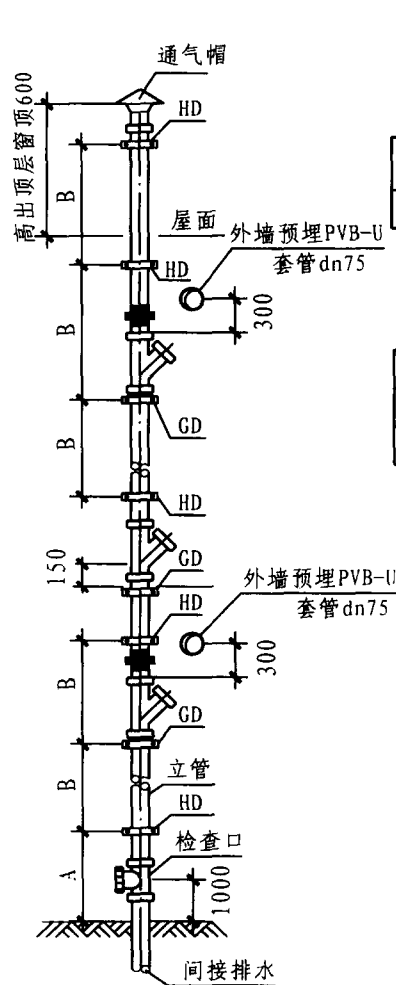 通气帽
HD
高出顶层窗顶600
B
屋面
外墙预埋PVB-U
套管dn75
HD
300
B
GD
B
HD
150
GD
外墙预埋PVB-U
套管dn75
HD
300
B
GD
立管
B
HD
检查口
A
1000
间接排水